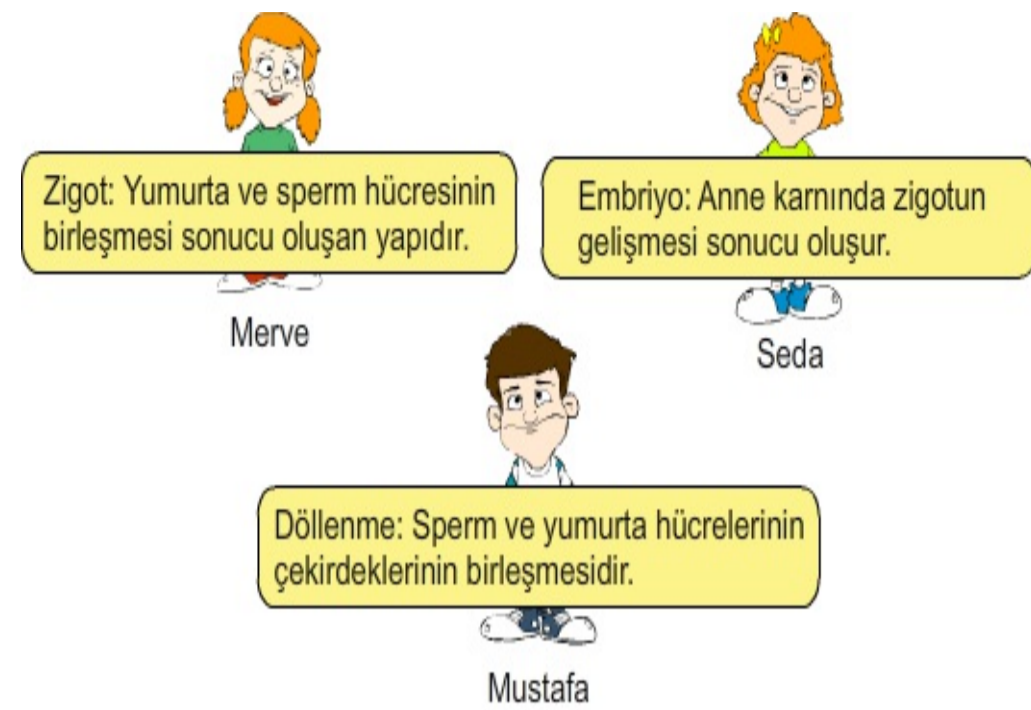 Zigot: Yumurta ve sperm hücresinin
birleşmesi sonucu oluşan yapıdır.
Merve
Embriyo: Anne karnında zigotun
gelişmesi sonucu oluşur.
Seda
Döllenme: Sperm ve yumurta hücrelerinin
çekirdeklerinin birleşmesidir.
Mustafa